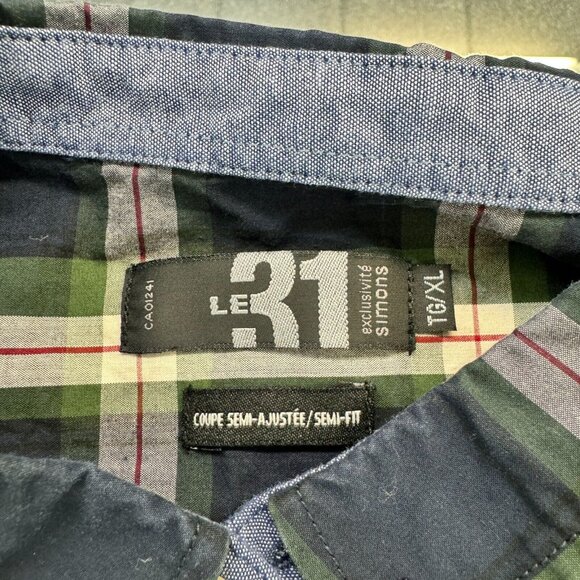 CA01241
LE 31
exclusivité
simons
TG/XL
COUPE SEMI-AJUSTÉE/SEMI-FIT